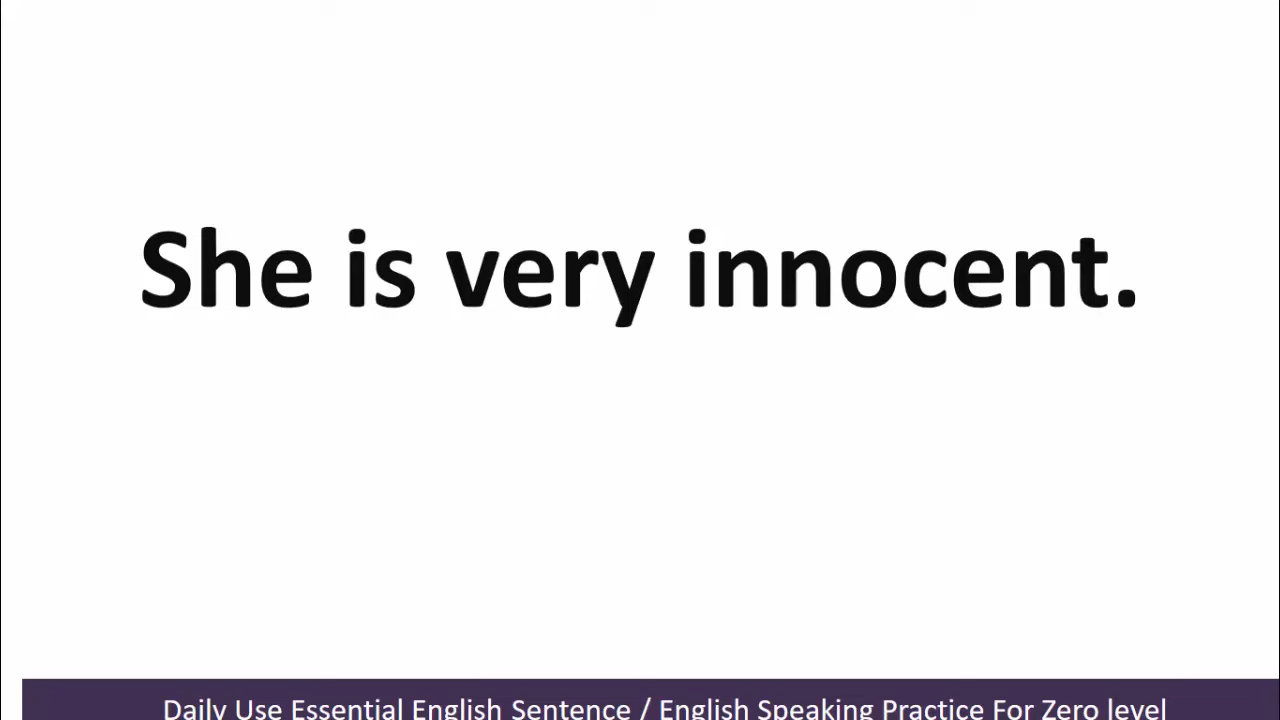 She is very innocent.
Daily Use Essential English Sentence / English Speaking Practice For Zero level